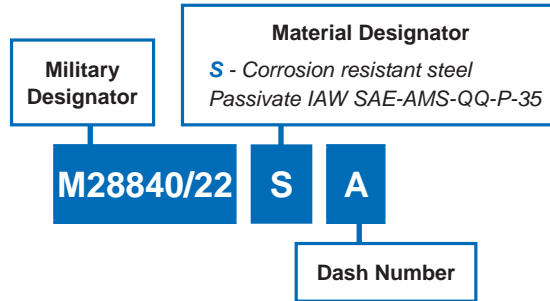 Material Designator
S - Corrosion resistant steel
Passivate IAW SAE-AMS-QQ-P-35
Military
Designator
M28840/22 S A
Dash Number